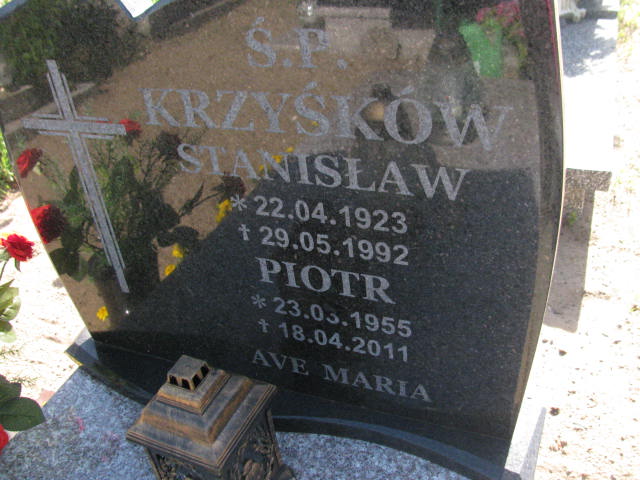 Ś.P.
KRZYŚKÓW
STANISŁAW
* 22.04.1923
† 29.05.1992
PIOTR
* 23.03.1955
† 18.04.2011
AVE MARIA